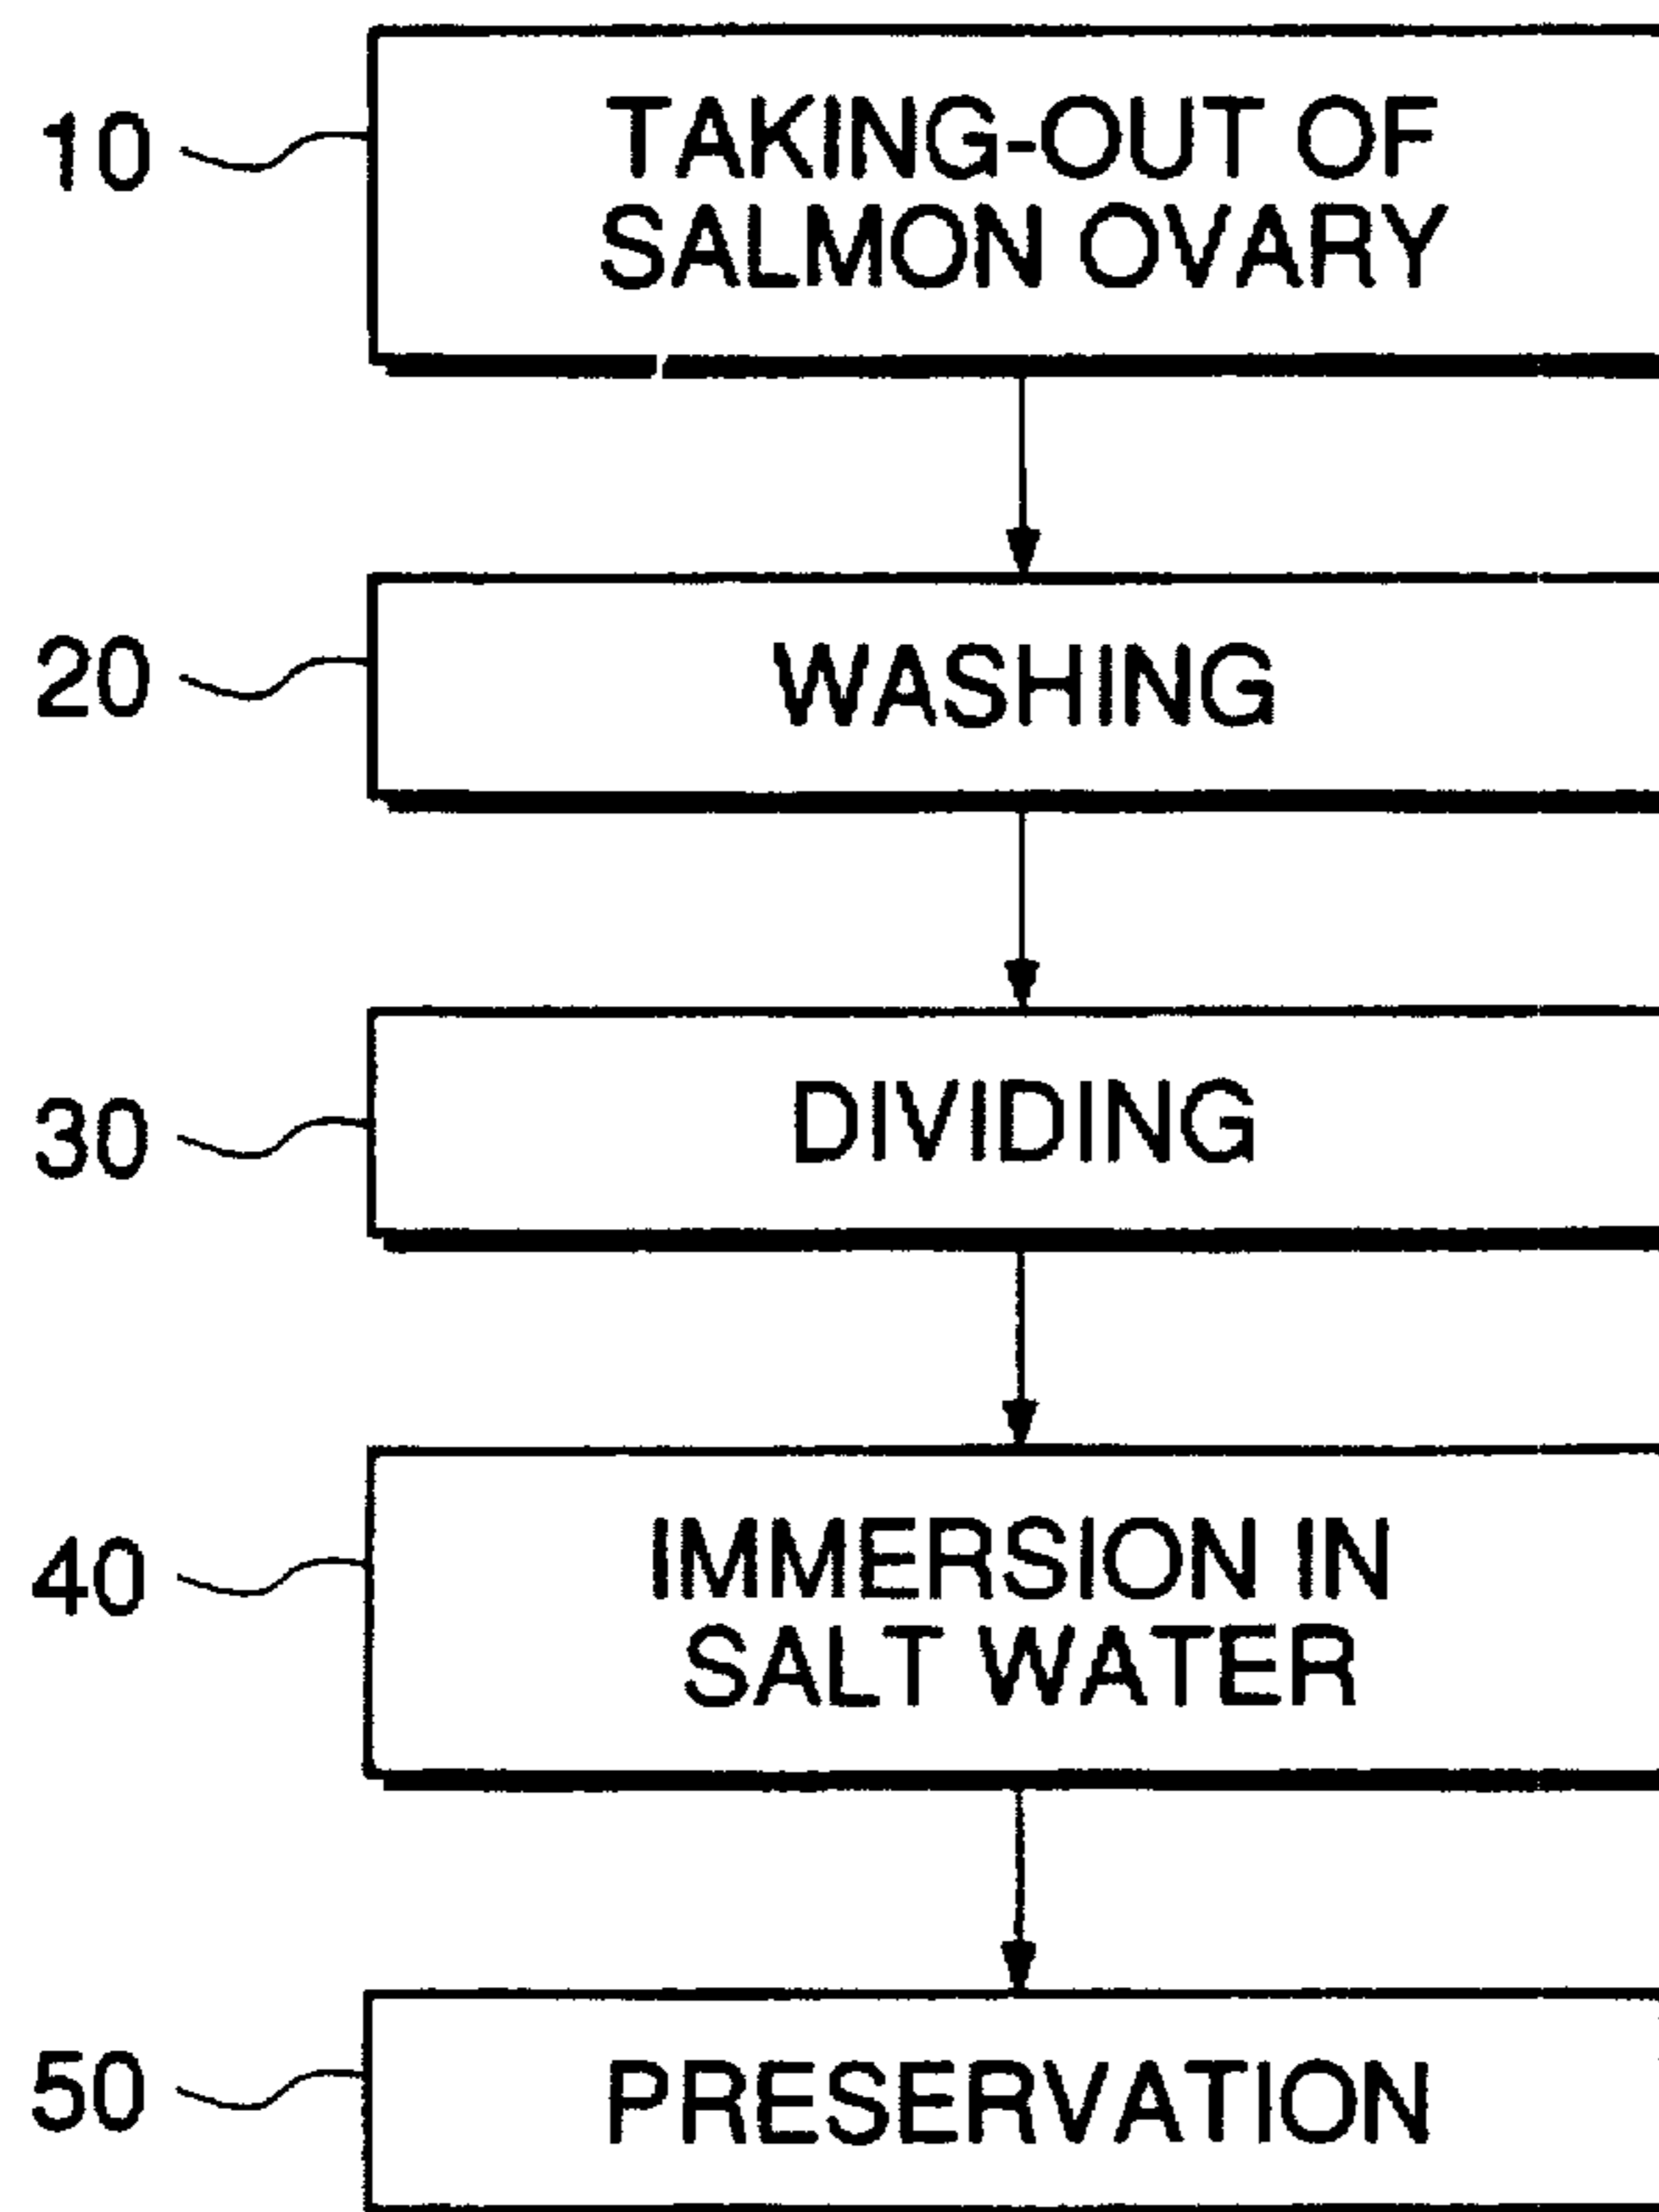 10
TAKING-OUT OF
SALMON OVARY
20
WASHING
30
DIVIDING
40
IMMERSION IN
SALT WATER
50
PRESERVATION